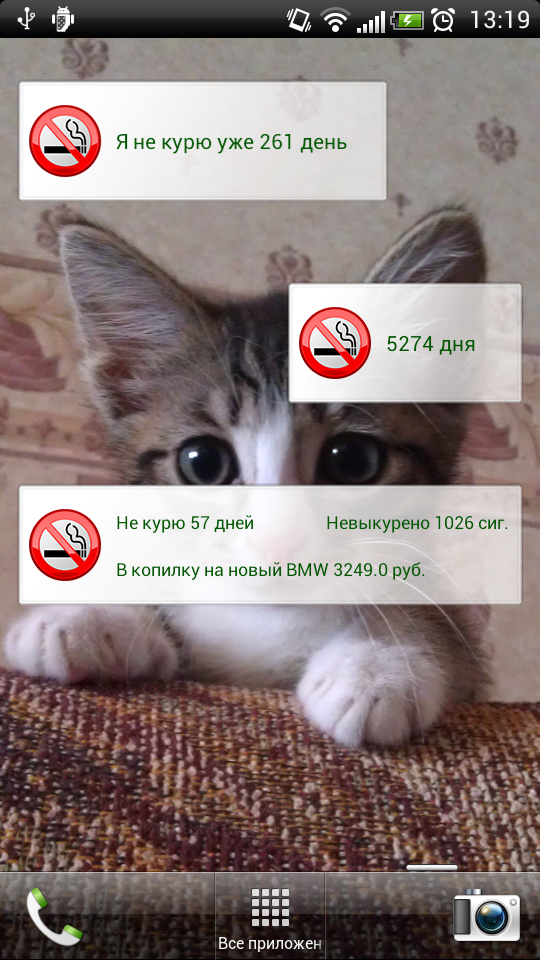 13:19
Я не курю уже 261 день
5274 дня
Не курю 57 дней Невыкурено 1026 сиг.
В копилку на новый BMW 3249.0 руб.
Все приложен